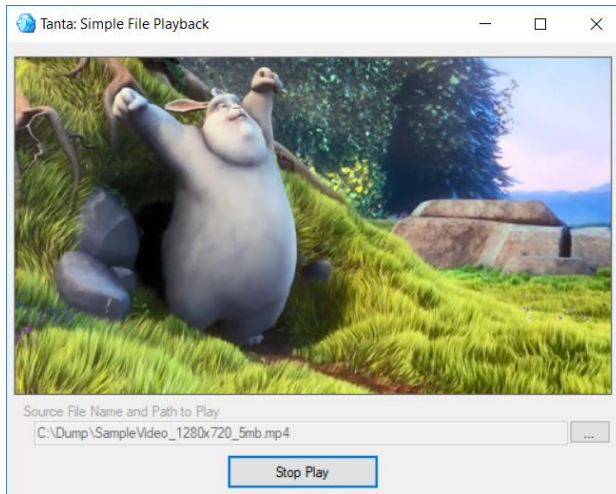 Tanta: Simple File Playback
Source File Name and Path to Play
C:\Dump\SampleVideo_1280x720_5mb.mp4
...
Stop Play